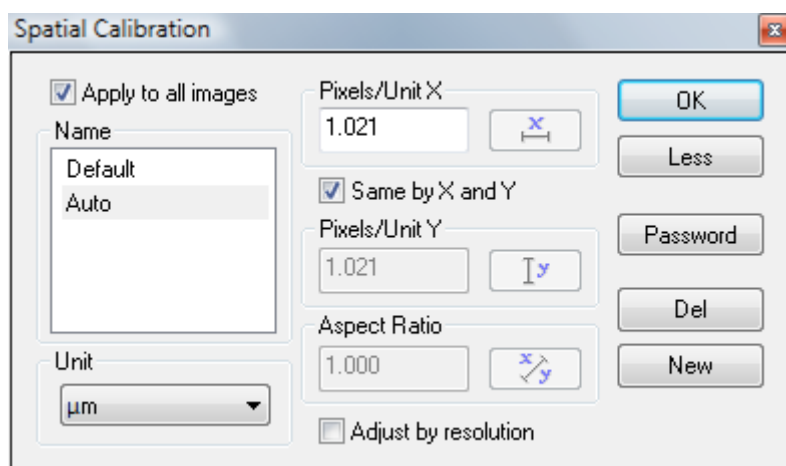 Spatial Calibration
Apply to all images
Name
Default
Auto
Unit
µm
Pixels/Unit X
1.021
x
Same by X and Y
Pixels/Unit Y
1.021
y
Aspect Ratio
1.000
x/y
Adjust by resolution
OK
Less
Password
Del
New